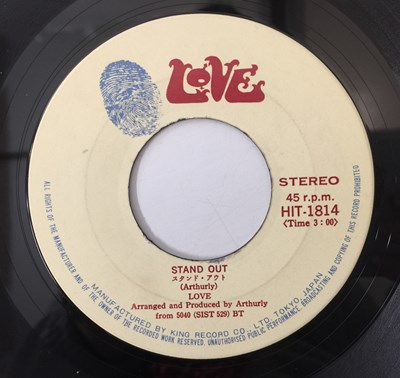 LOVE
STEREO
45 r.p.m.
HIT-1814
(Time 3:00)
STAND OUT
スタンド・アウト
(Arthurly)
LOVE
Arranged and Produced by Arthurly
from 5040 (SIST 529) BT
MANUFACTURED BY KING RECORD CO., LTD. TOKYO, JAPAN
ALL RIGHTS OF THE MANUFACTURER AND OF THE OWNER OF THE RECORDED WORK RESERVED. UNAUTHORISED PUBLIC PERFORMANCE, BROADCASTING AND COPYING OF THIS RECORD PROHIBITED